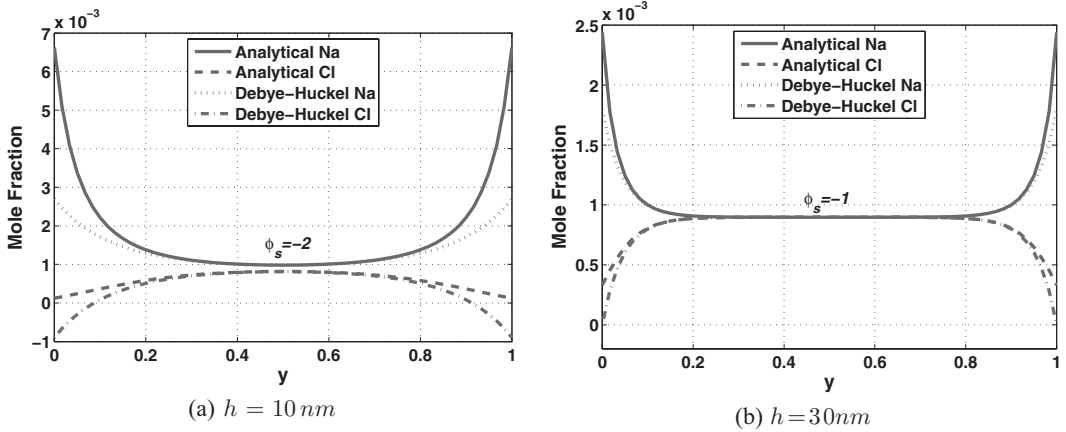 x 10⁻³
7
6
5
4
3
2
1
0
−1
Mole Fraction
Analytical Na
Analytical Cl
Debye−Huckel Na
Debye−Huckel Cl
ϕs=−2
0 0.2 0.4 0.6 0.8 1
y
(a) h = 10 nm
x 10⁻³
2.5
2
1.5
1
0.5
0
Mole Fraction
Analytical Na
Analytical Cl
Debye−Huckel Na
Debye−Huckel Cl
ϕs=−1
0 0.2 0.4 0.6 0.8 1
y
(b) h=30nm